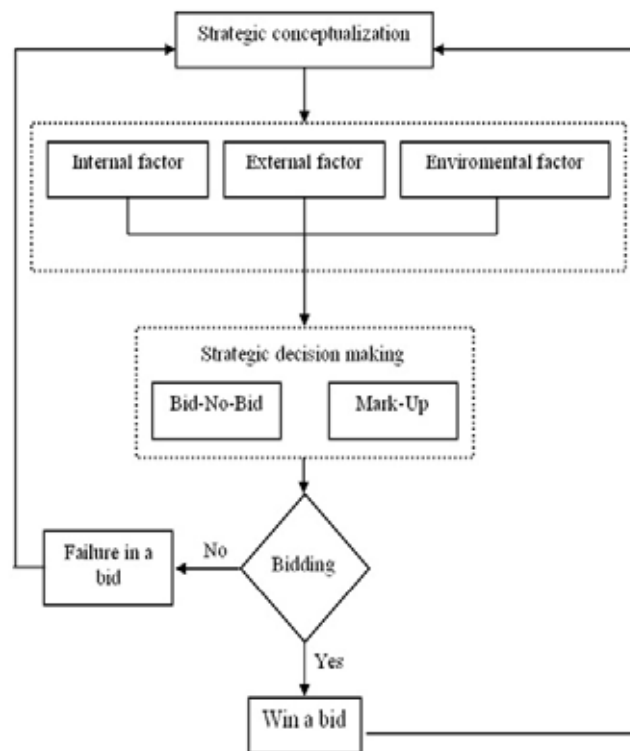 Strategic conceptualization
Internal factor
External factor
Enviromental factor
Strategic decision making
Bid-No-Bid
Mark-Up
Bidding
No
Failure in a
bid
Yes
Win a bid